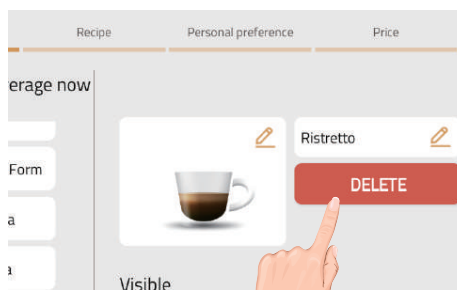 Recipe Personal preference Price
erage now
Ristretto
Form
DELETE
a
a
Visible